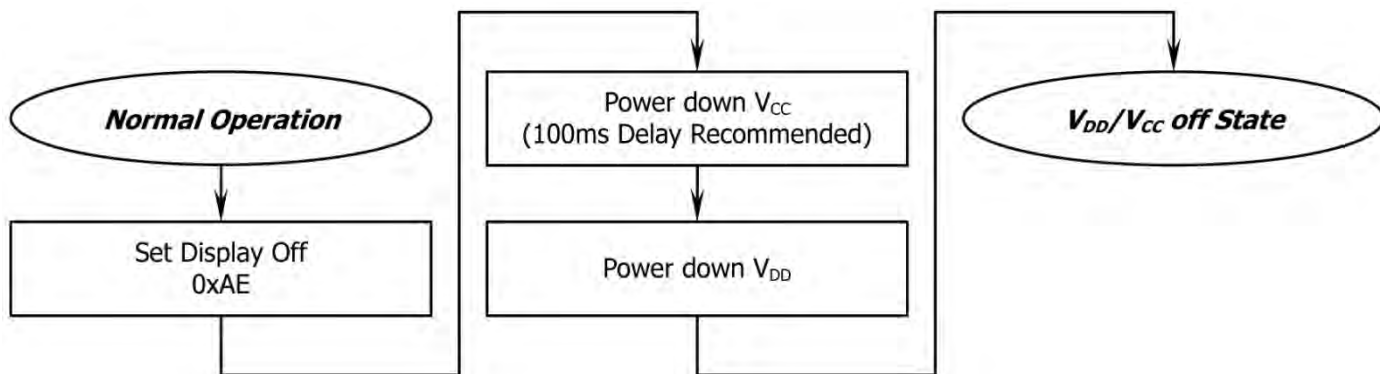 Normal Operation
Set Display Off
0xAE
Power down VCC
(100ms Delay Recommended)
Power down VDD
VDD/VCC off State